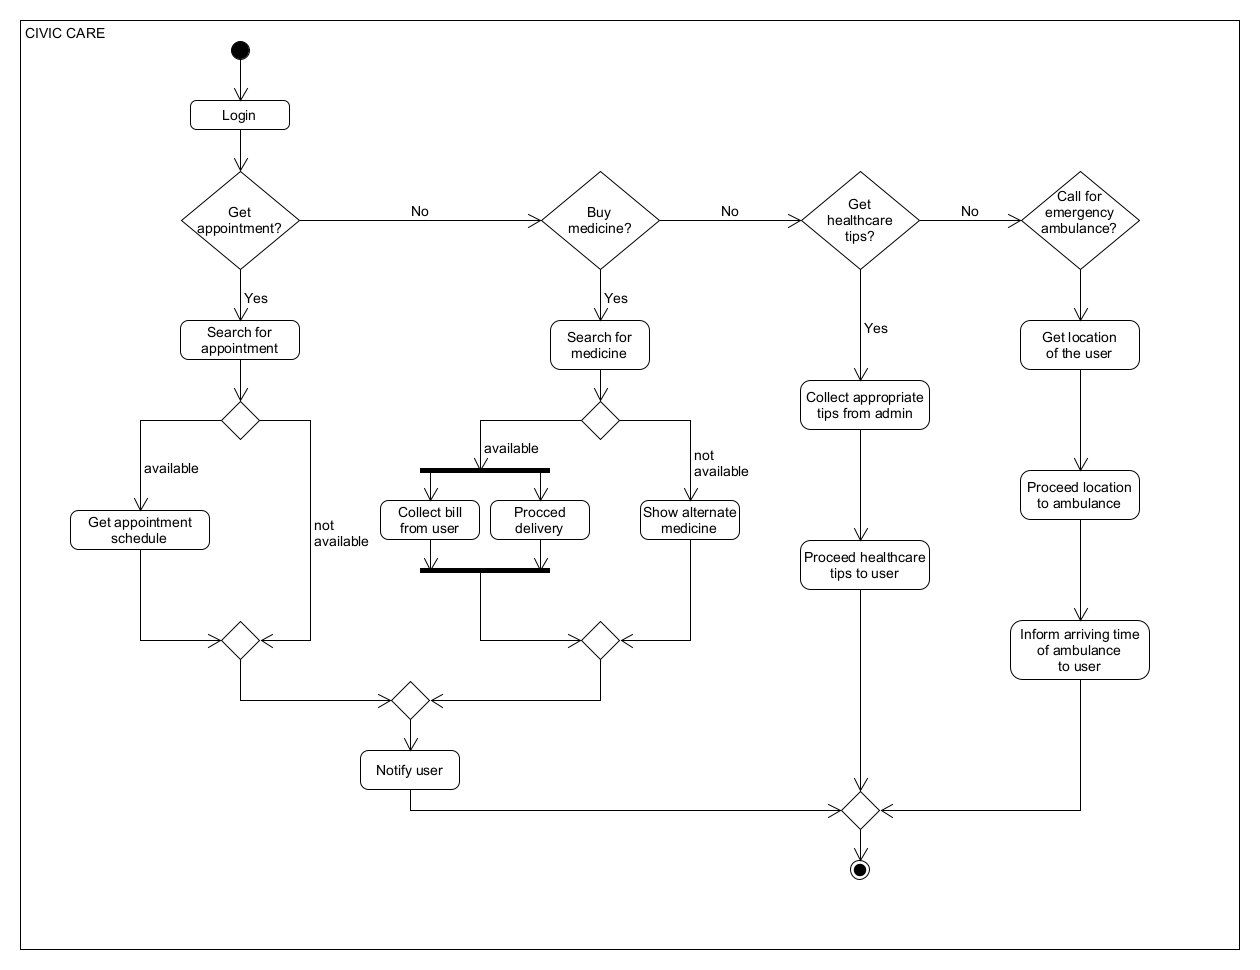 CIVIC CARE
Login
Get
appointment?
No
Buy
medicine?
No
Get
healthcare
tips?
No
Call for
emergency
ambulance?
Yes
Search for
appointment
available
not
available
Get appointment
schedule
Yes
Search for
medicine
available
not
available
Collect bill
from user
Procced
delivery
Show alternate
medicine
Notify user
Yes
Collect appropriate
tips from admin
Proceed healthcare
tips to user
Get location
of the user
Proceed location
to ambulance
Inform arriving time
of ambulance
to user